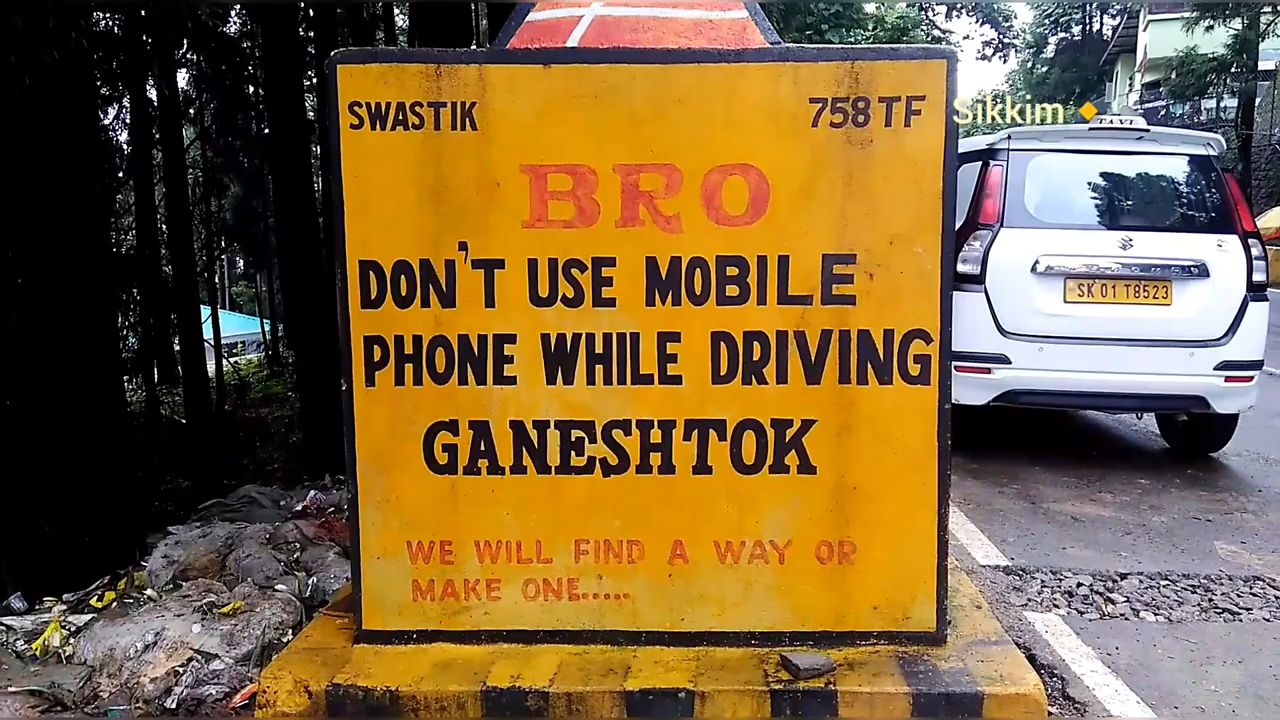 SWASTIK 758 TF
BRO
DON'T USE MOBILE
PHONE WHILE DRIVING
GANESHTOK
WE WILL FIND A WAY OR
MAKE ONE.....
Sikkim
TAXI
SK 01 T8523